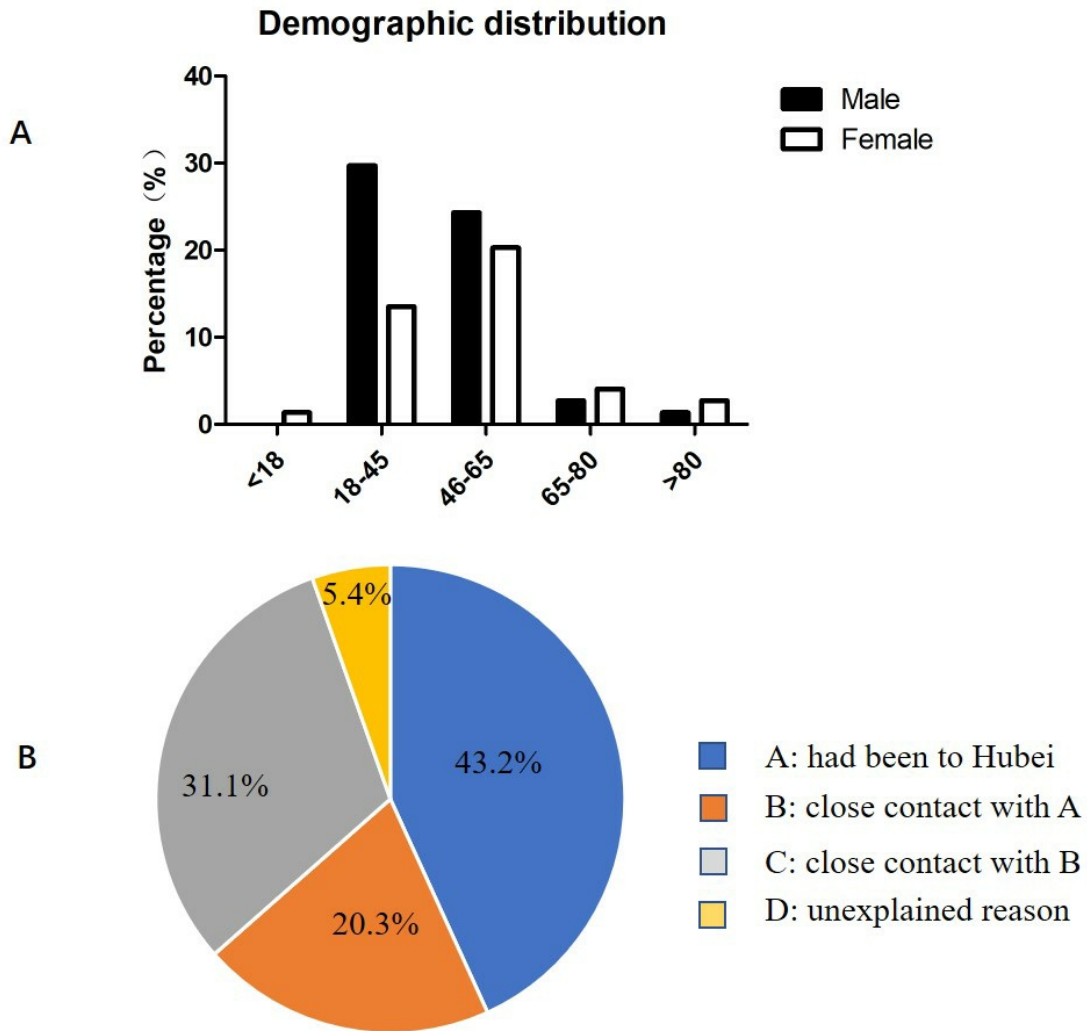 Demographic distribution
A
Percentage (%)
40
30
20
10
0
<18
18-45
46-65
65-80
>80
Male
Female
B
5.4%
43.2%
31.1%
20.3%
A: had been to Hubei
B: close contact with A
C: close contact with B
D: unexplained reason